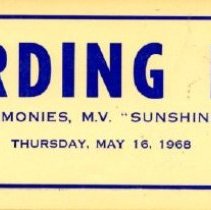 RDING
MONIES, M.V. "SUNSHIN
THURSDAY, MAY 16, 1968